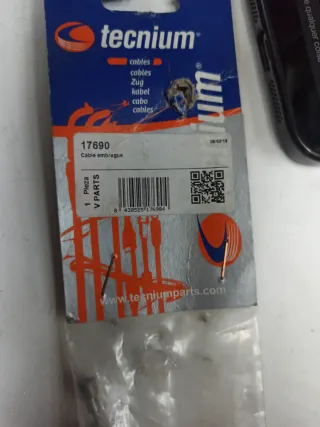 tecnium®
cables
cables
Zug
kabel
cabo
cables
17690
Cable embrague
1 Pieza
V PARTS
www.tecniumparts.com